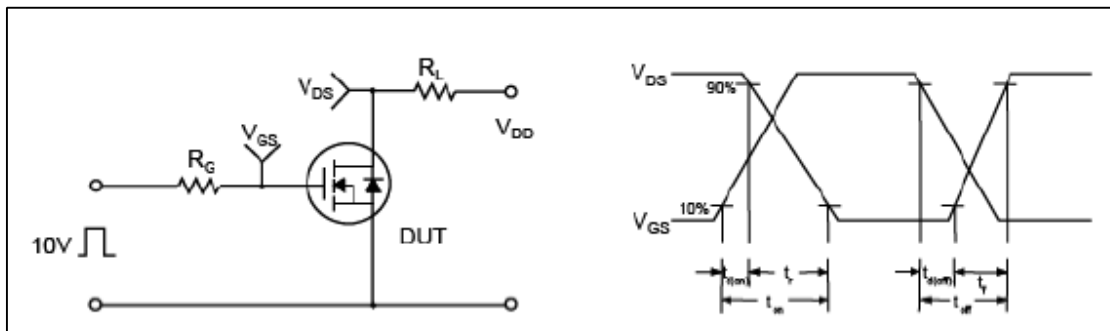 R_L
V_DS
V_DD
V_GS
R_G
DUT
10V
V_DS
90%
10%
V_GS
t_d(on)
t_r
t_d(off)
t_f
t_on
t_off